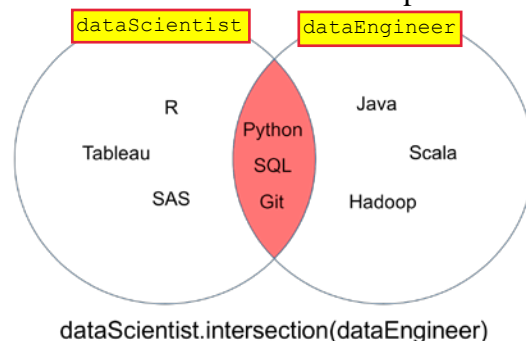 dataScientist
dataEngineer
R
Java
Python
Tableau
SQL
Scala
SAS
Git
Hadoop
dataScientist.intersection(dataEngineer)